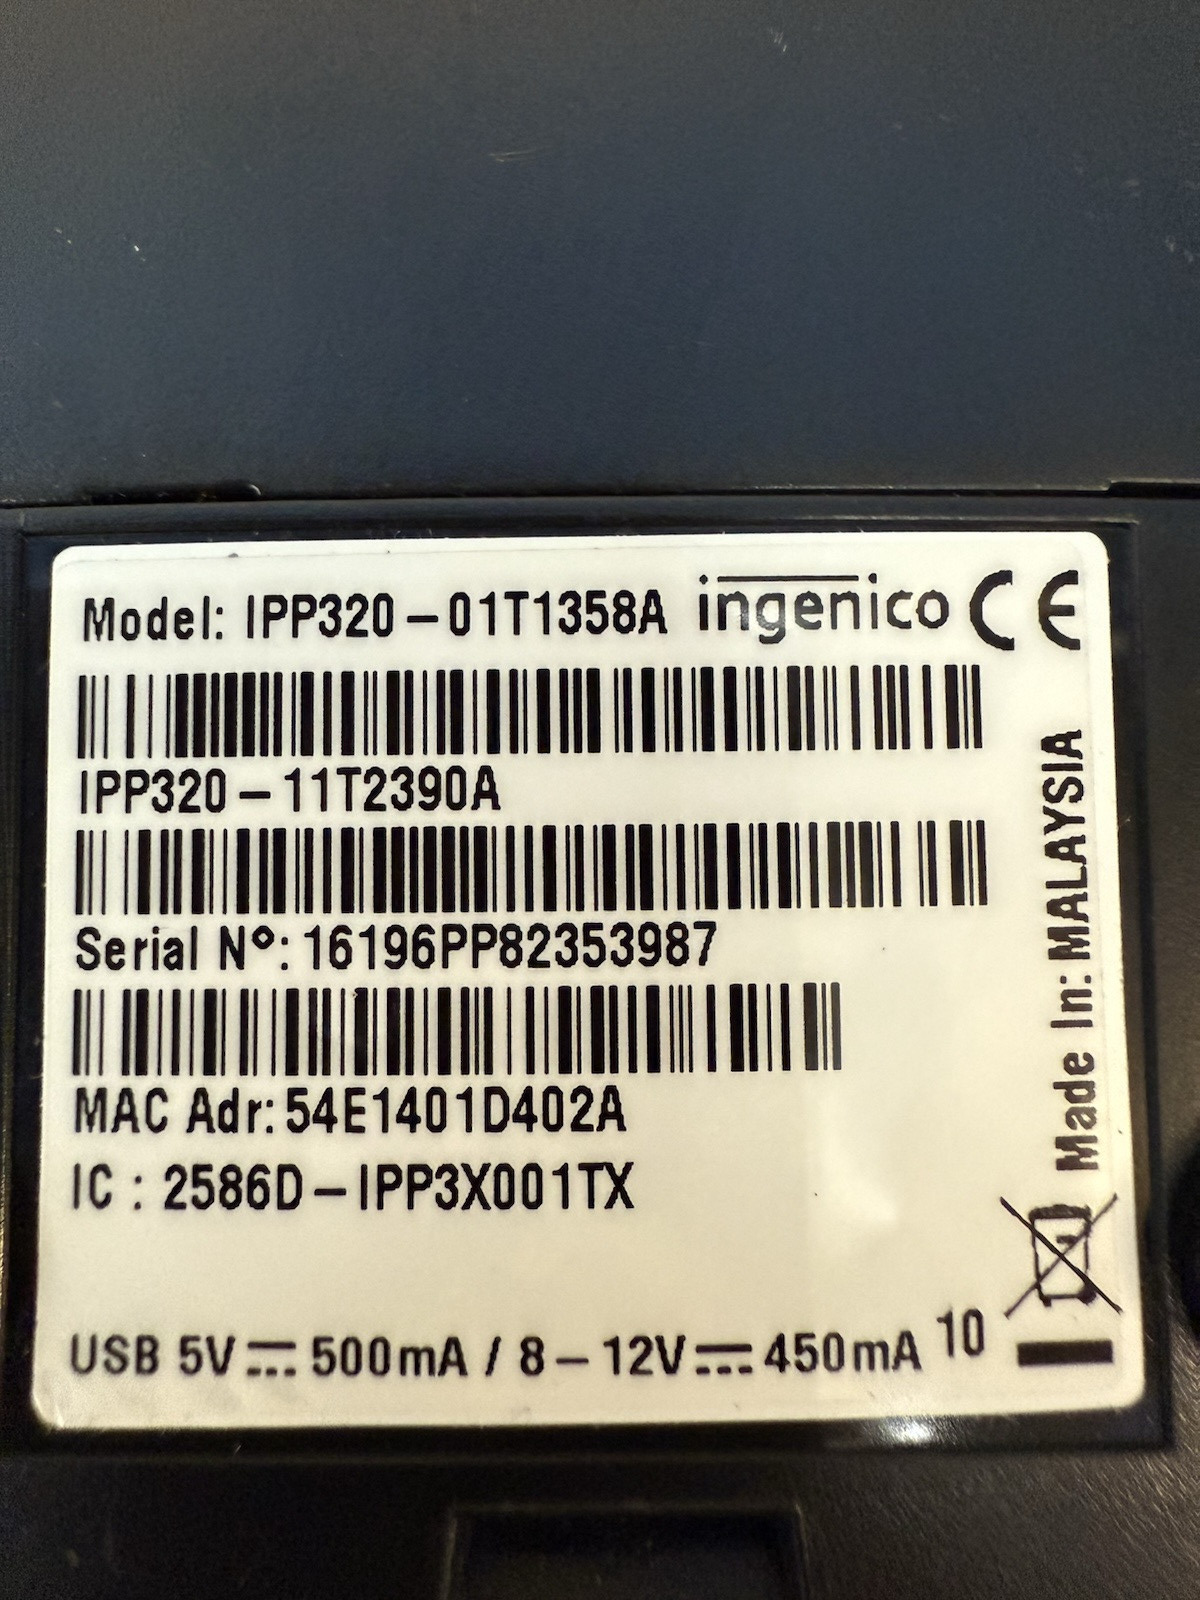 Model: IPP320-01T1358A ingenico CE
IPP320-11T2390A
Serial Nº: 16196PP82353987
MAC Adr: 54E1401D402A
IC : 2586D-IPP3X001TX
USB 5V⎓500mA / 8-12V⎓450mA 10
Made In: MALAYSIA